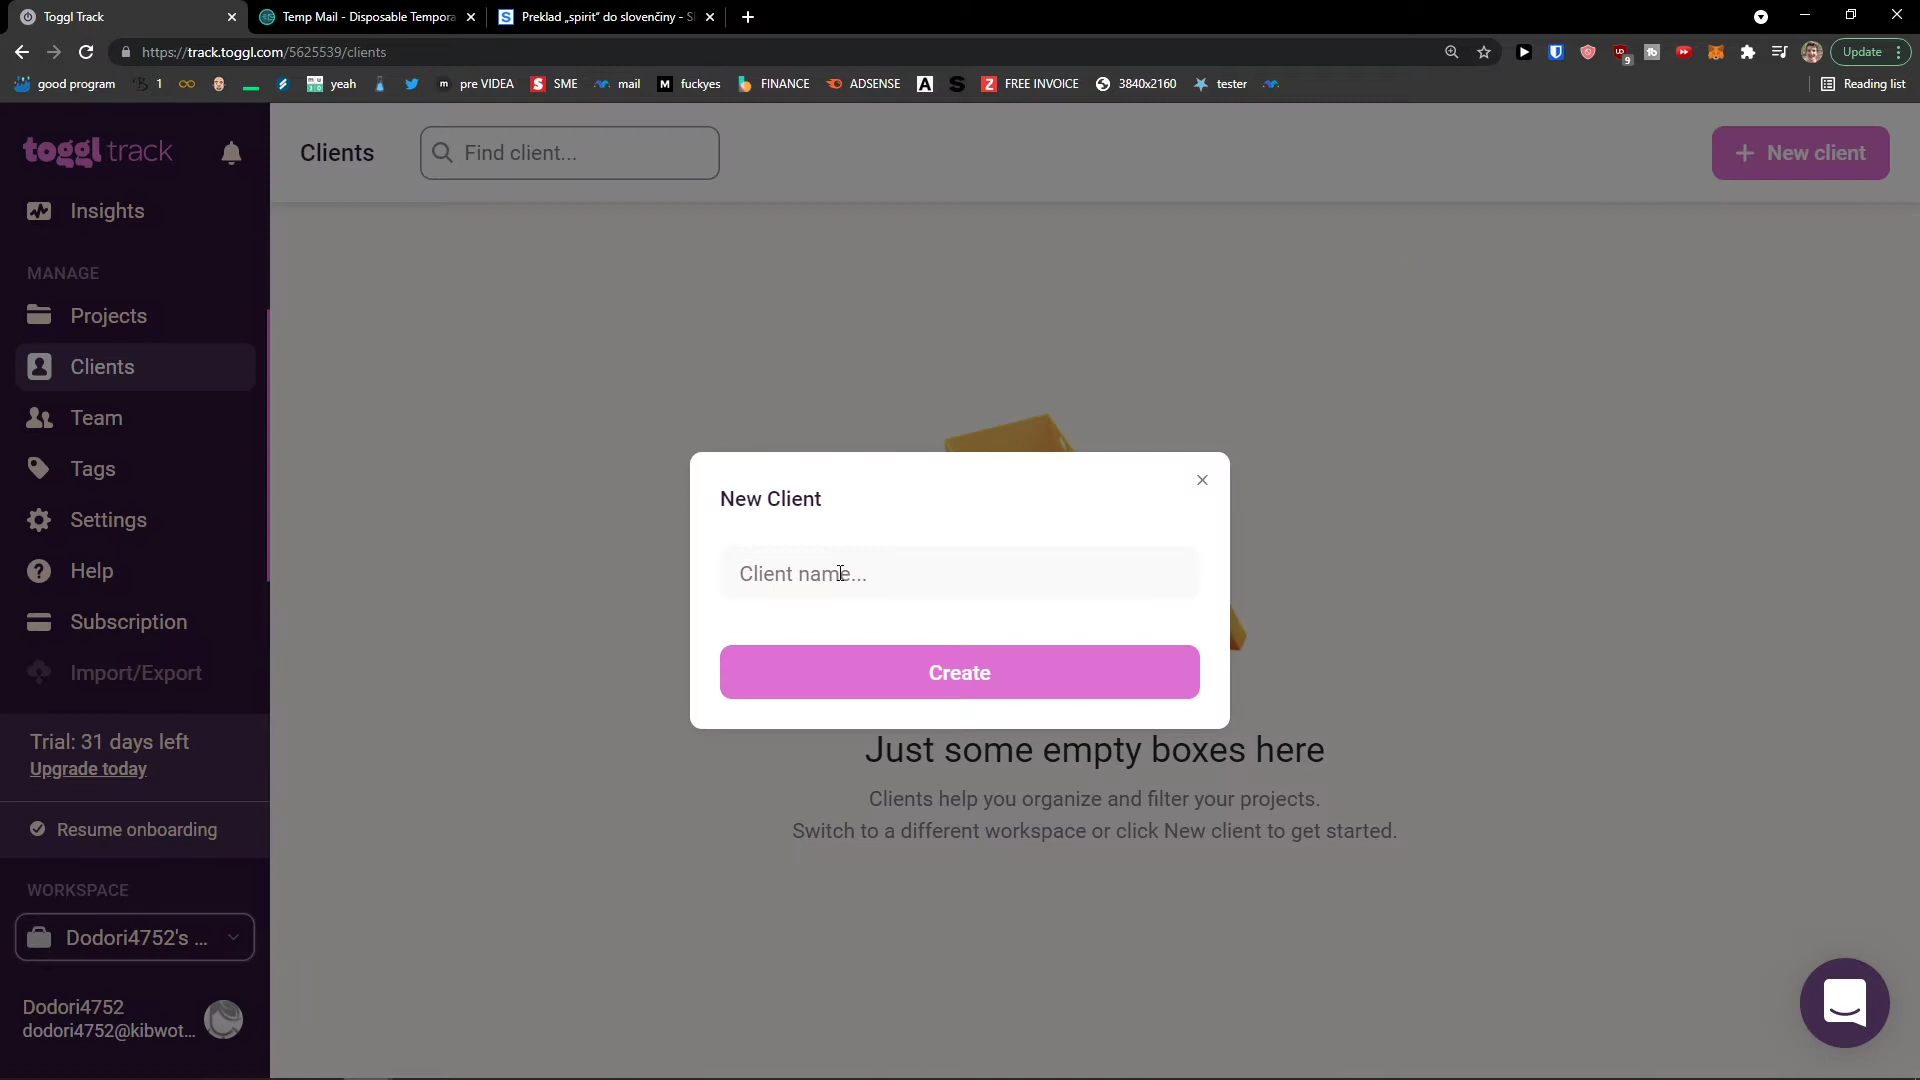 Toggl Track
Temp Mail - Disposable Tempora
Preklad „spirit“ do slovenčiny - S
https://track.toggl.com/5625539/clients
Update
good program
1
yeah
pre VIDEA
SME
mail
fuckyes
FINANCE
ADSENSE
FREE INVOICE
3840x2160
tester
Reading list
toggl track
Clients
Find client...
+ New client
Insights
MANAGE
Projects
Clients
Team
Tags
Settings
Help
Subscription
Import/Export
Trial: 31 days left
Upgrade today
Resume onboarding
WORKSPACE
Dodori4752's ...
Dodori4752
dodori4752@kibwot...
New Client
Client name...
Create
Just some empty boxes here
Clients help you organize and filter your projects.
Switch to a different workspace or click New client to get started.